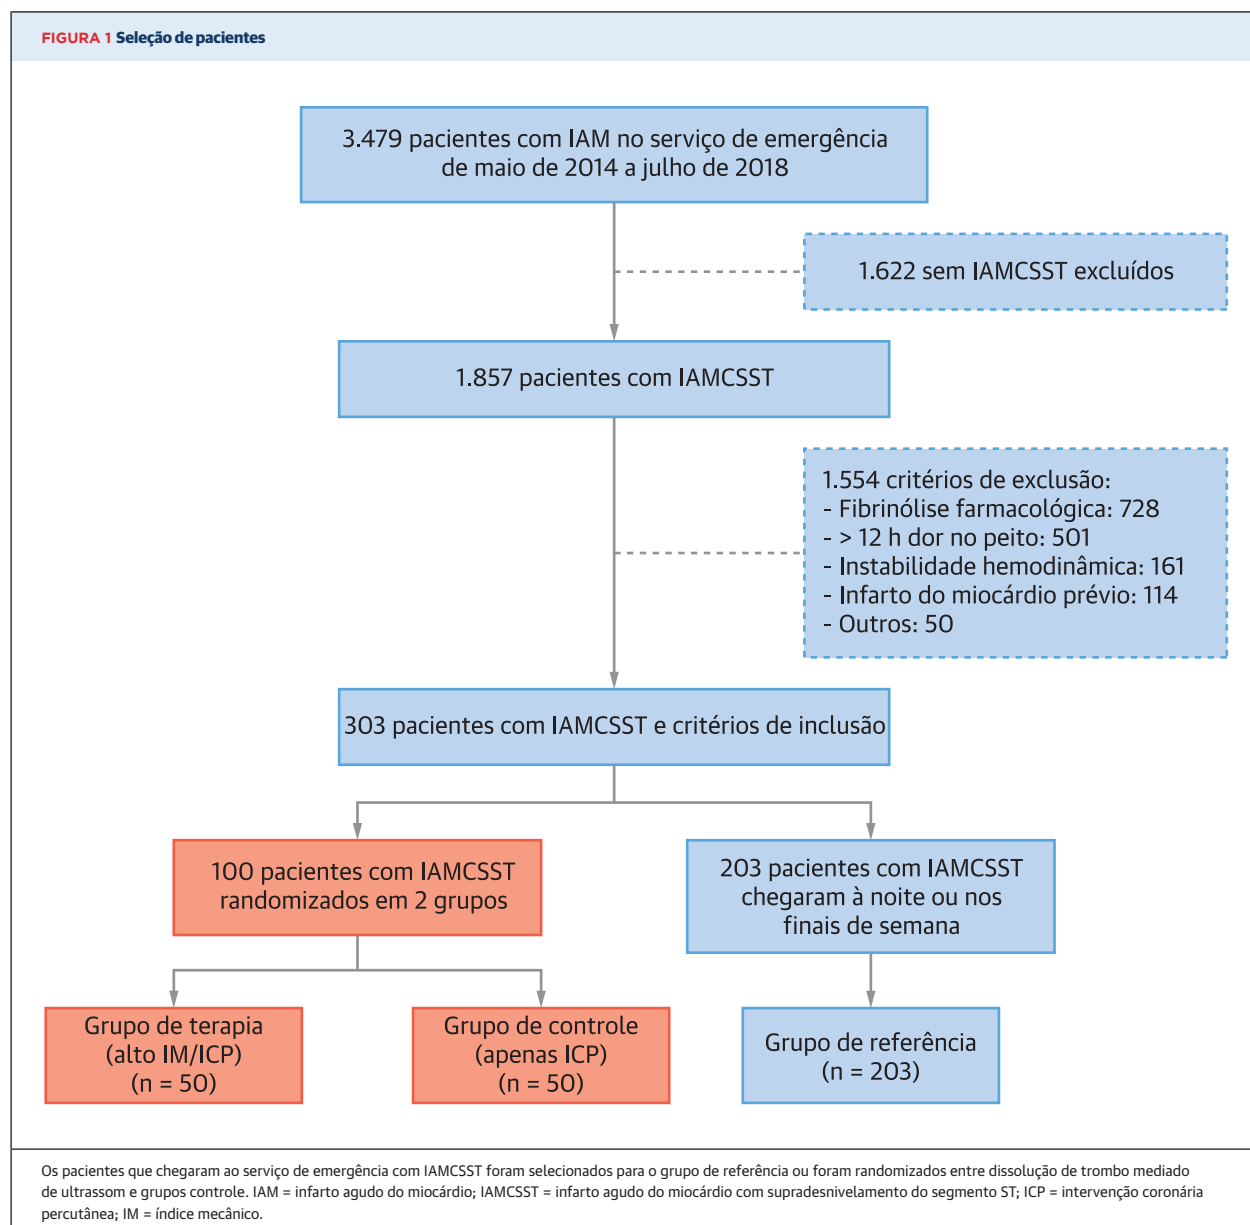 FIGURA 1 Seleção de pacientes
3.479 pacientes com IAM no serviço de emergência
de maio de 2014 a julho de 2018
1.622 sem IAMCSST excluídos
1.857 pacientes com IAMCSST
1.554 critérios de exclusão:
- Fibrinólise farmacológica: 728
- > 12 h dor no peito: 501
- Instabilidade hemodinâmica: 161
- Infarto do miocárdio prévio: 114
- Outros: 50
303 pacientes com IAMCSST e critérios de inclusão
100 pacientes com IAMCSST
randomizados em 2 grupos
203 pacientes com IAMCSST
chegaram à noite ou nos
finais de semana
Grupo de terapia
(alto IM/ICP)
(n = 50)
Grupo de controle
(apenas ICP)
(n = 50)
Grupo de referência
(n = 203)
Os pacientes que chegaram ao serviço de emergência com IAMCSST foram selecionados para o grupo de referência ou foram randomizados entre dissolução de trombo mediado
de ultrassom e grupos controle. IAM = infarto agudo do miocárdio; IAMCSST = infarto agudo do miocárdio com supradesnivelamento do segmento ST; ICP = intervenção coronária
percutânea; IM = índice mecânico.